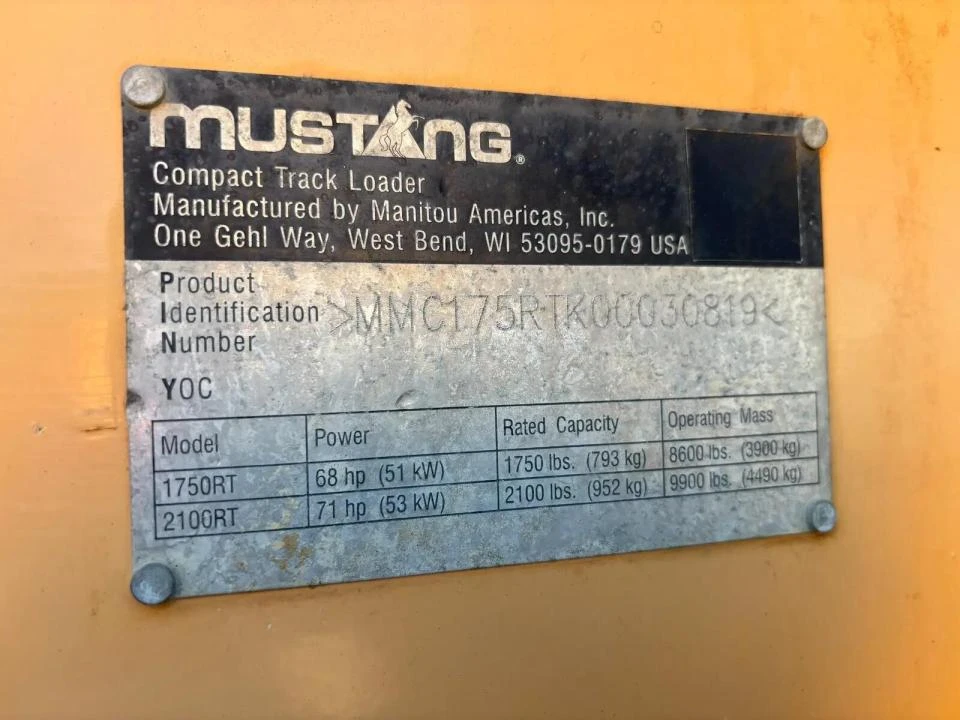 MUSTANG®
Compact Track Loader
Manufactured by Manitou Americas, Inc.
One Gehl Way, West Bend, WI 53095-0179 USA
Product
Identification >MMC175RTK00030819<
Number
YOC
Model Power Rated Capacity Operating Mass
1750RT 68 hp (51 kW) 1750 lbs. (793 kg) 8600 lbs. (3900 kg)
2100RT 71 hp (53 kW) 2100 lbs. (952 kg) 9900 lbs. (4490 kg)